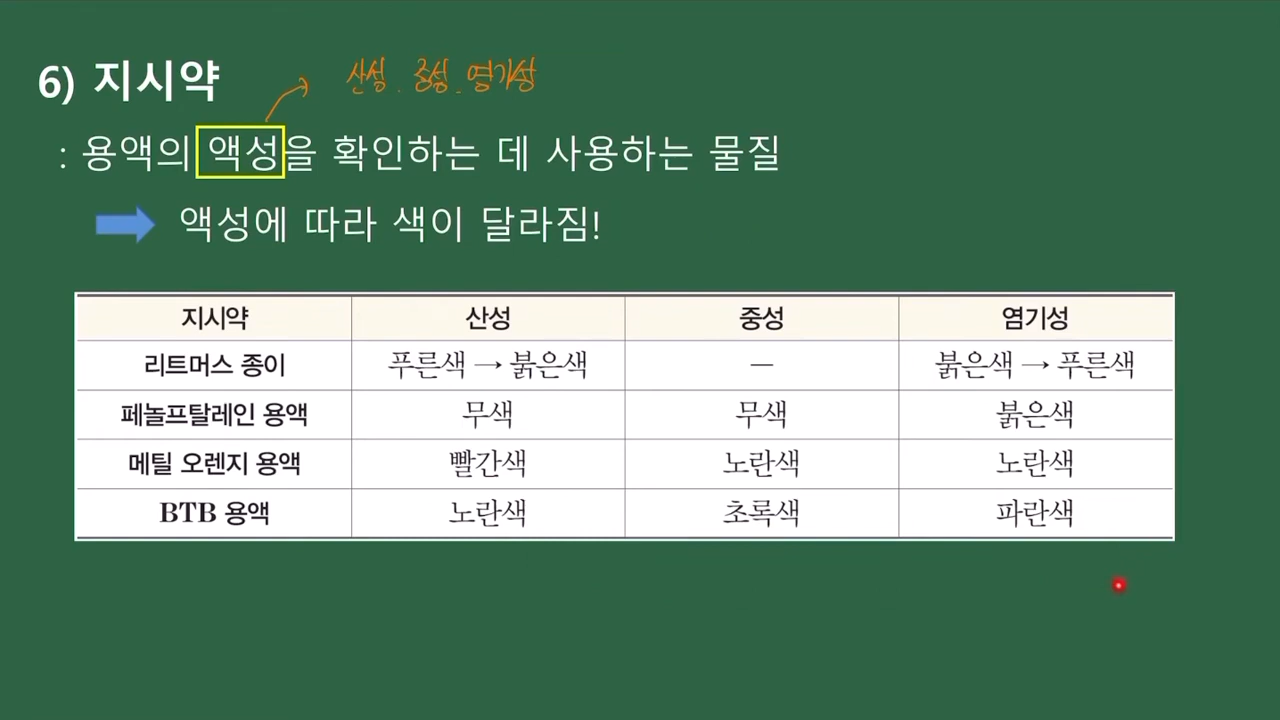 6) 지시약
산성. 중성. 염기성
: 용액의 액성을 확인하는 데 사용하는 물질
액성에 따라 색이 달라짐!
지시약 산성 중성 염기성
리트머스 종이 푸른색 → 붉은색 — 붉은색 → 푸른색
페놀프탈레인 용액 무색 무색 붉은색
메틸 오렌지 용액 빨간색 노란색 노란색
BTB 용액 노란색 초록색 파란색